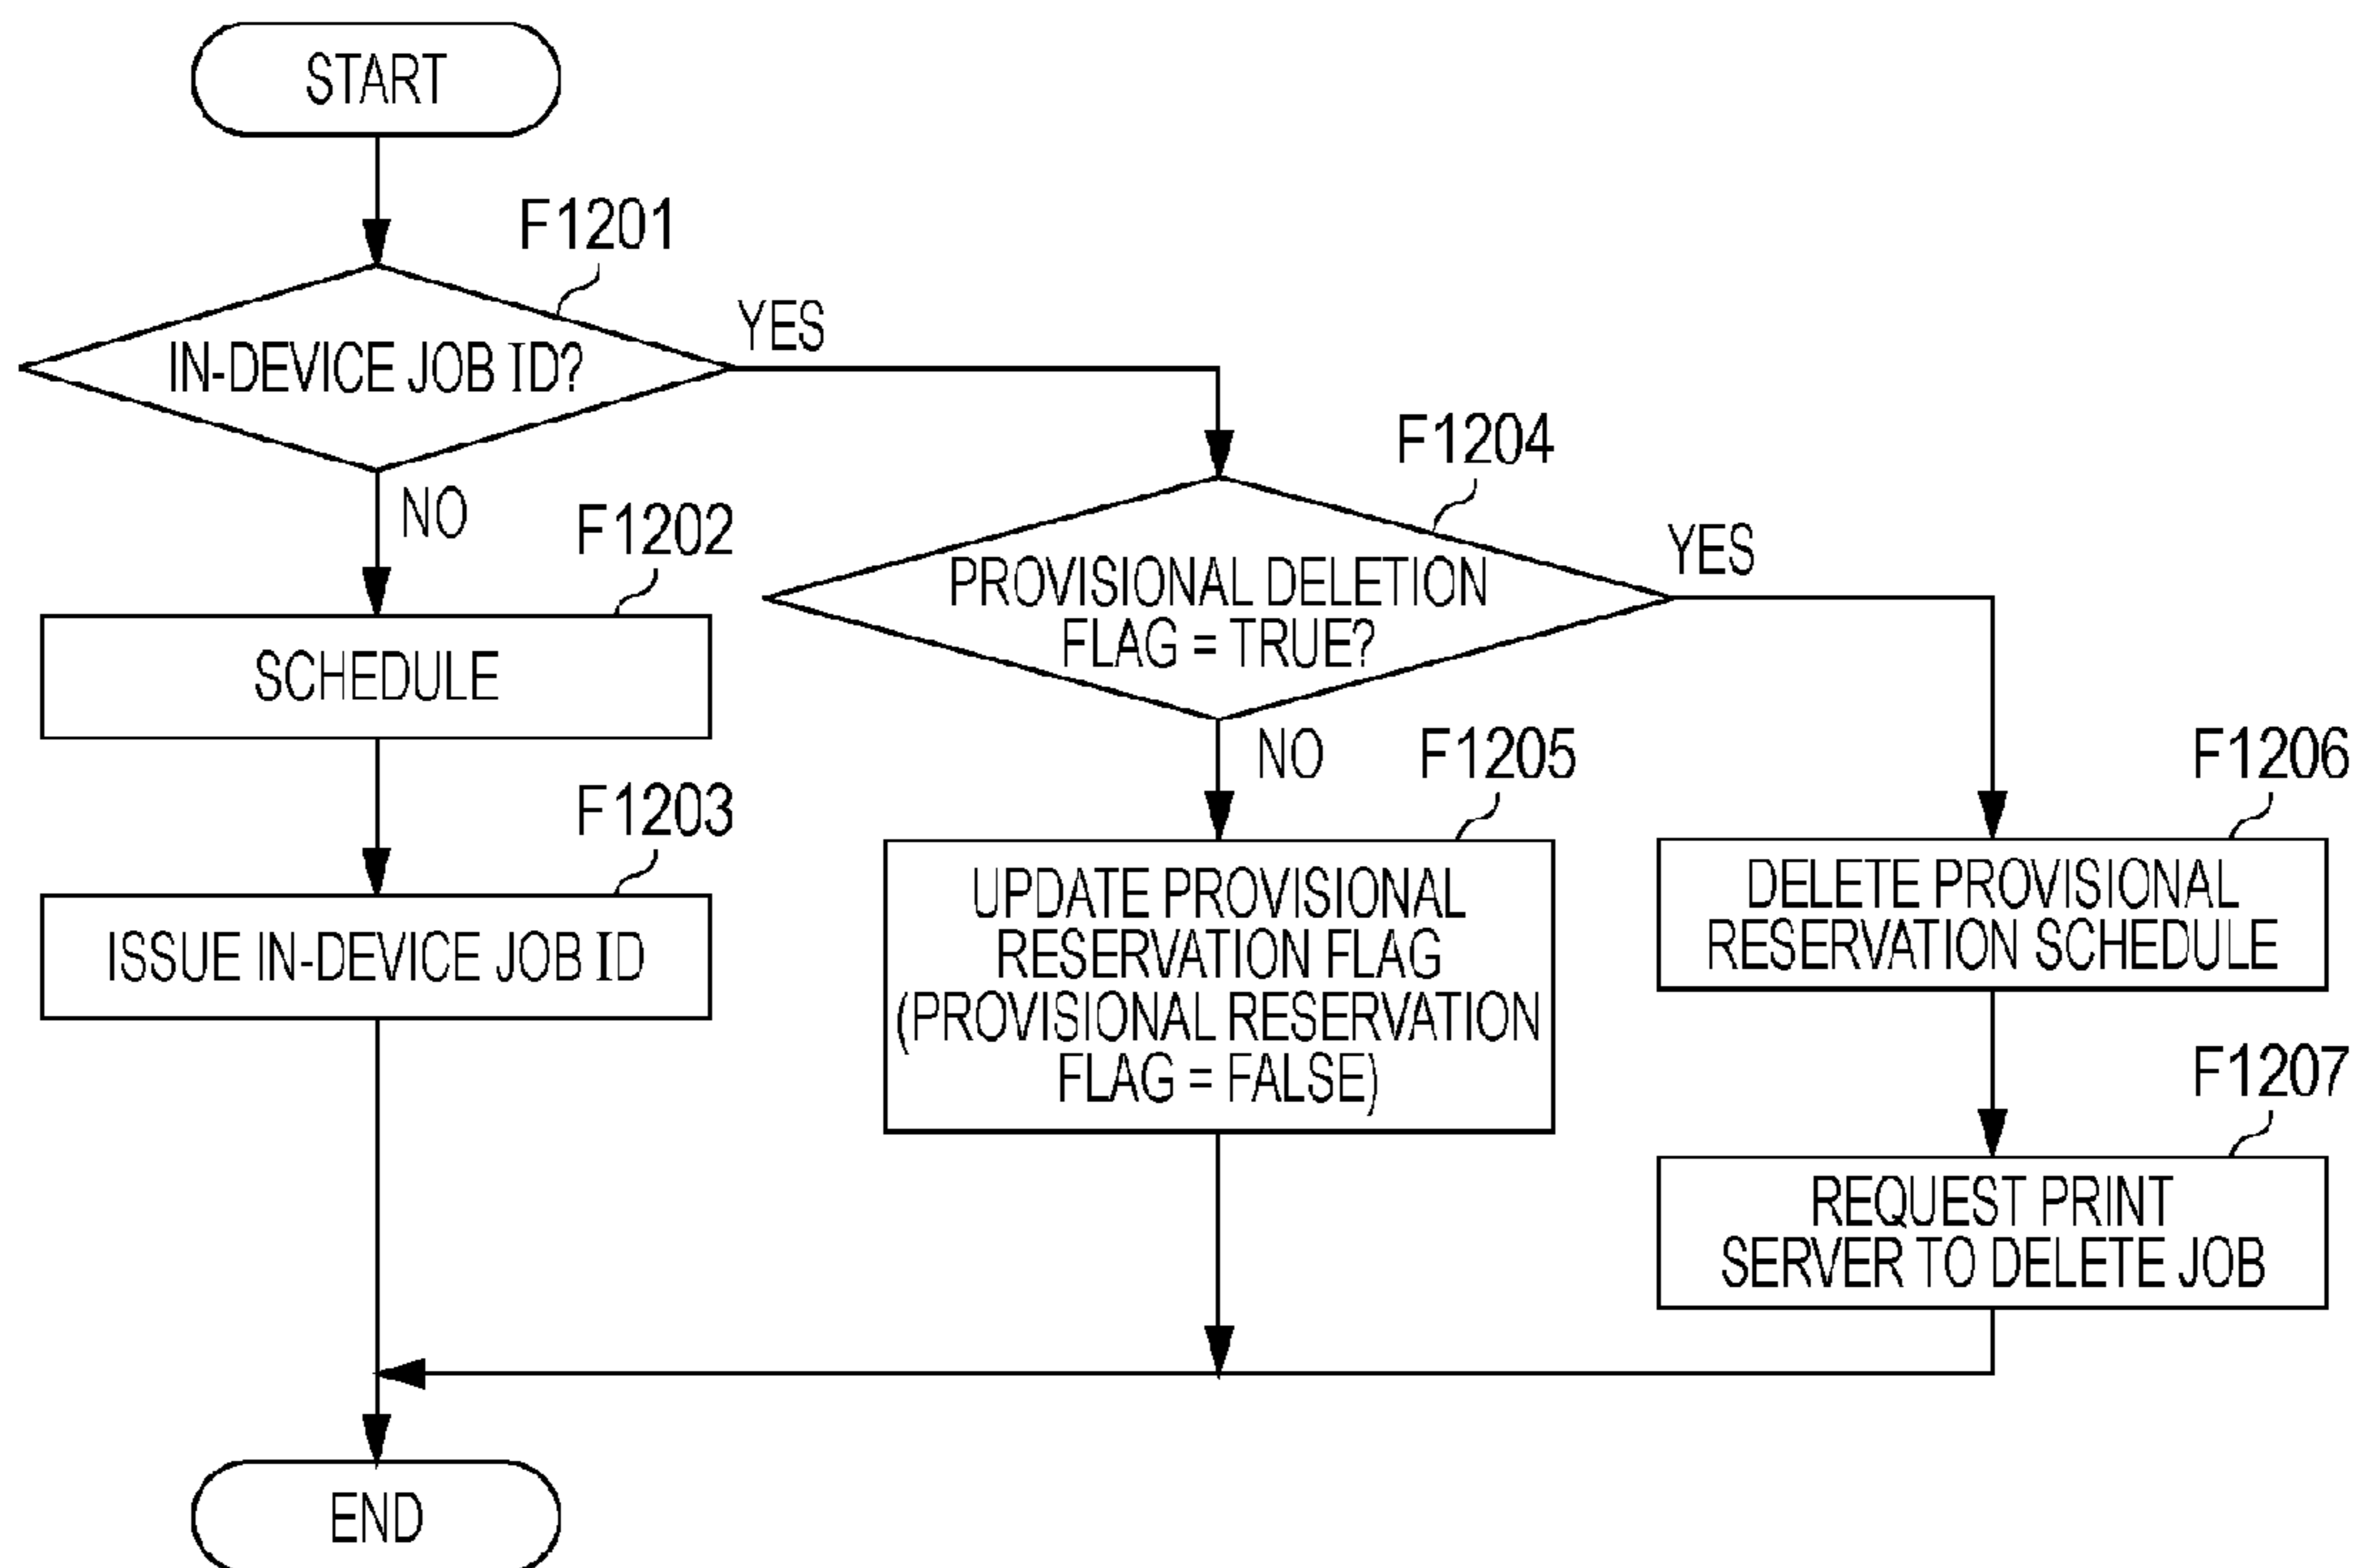 START
F1201
IN-DEVICE JOB ID?
YES
NO
F1202
SCHEDULE
F1203
ISSUE IN-DEVICE JOB ID
F1204
PROVISIONAL DELETION
FLAG = TRUE?
YES
NO
F1205
UPDATE PROVISIONAL
RESERVATION FLAG
(PROVISIONAL RESERVATION
FLAG = FALSE)
F1206
DELETE PROVISIONAL
RESERVATION SCHEDULE
F1207
REQUEST PRINT
SERVER TO DELETE JOB
END